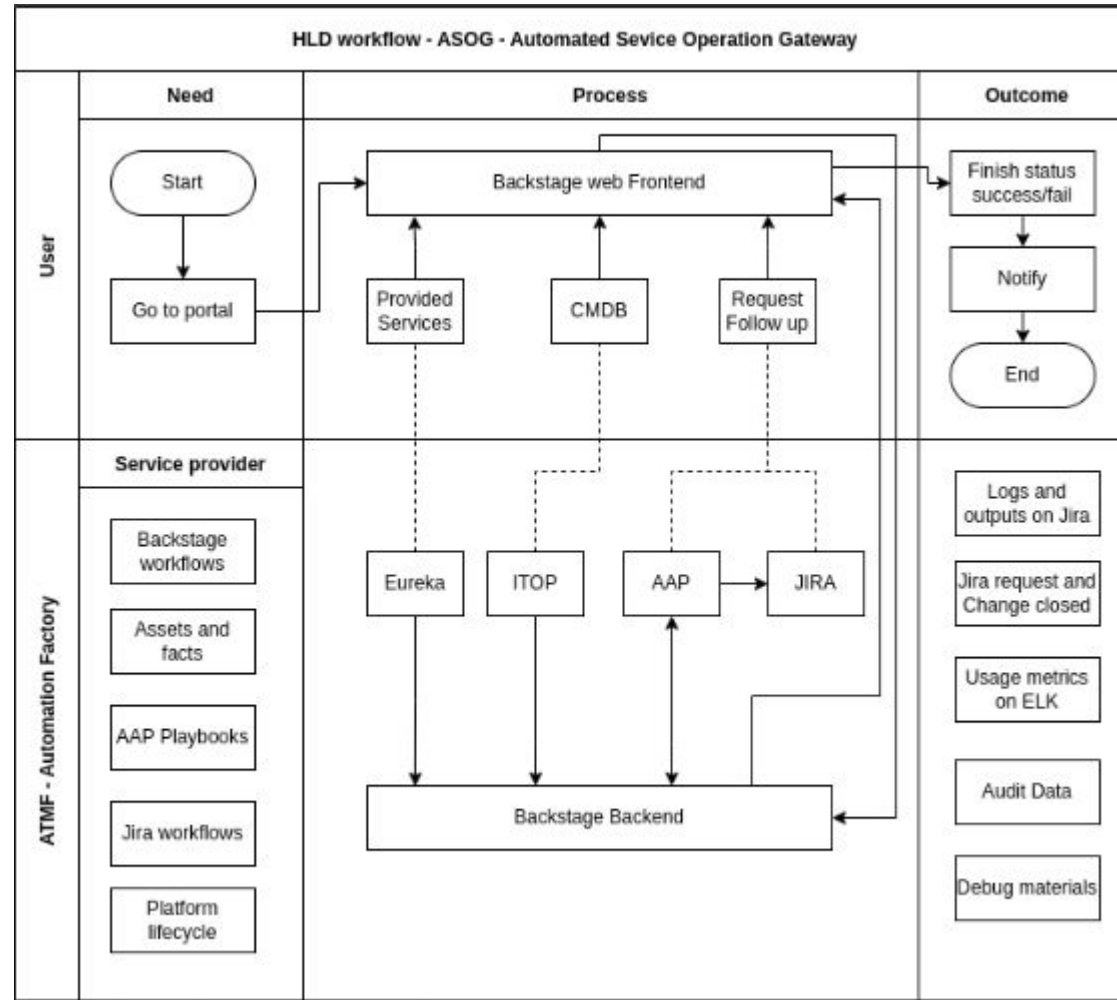 HLD workflow - ASOG - Automated Sevice Operation Gateway
Need
Process
Outcome
User
Start
Go to portal
Backstage web Frontend
Provided
Services
CMDB
Request
Follow up
Finish status
success/fail
Notify
End
ATMF - Automation Factory
Service provider
Backstage
workflows
Assets and
facts
AAP Playbooks
Jira workflows
Platform
lifecycle
Eureka
ITOP
AAP
JIRA
Backstage Backend
Logs and
outputs on Jira
Jira request and
Change closed
Usage metrics
on ELK
Audit Data
Debug materials